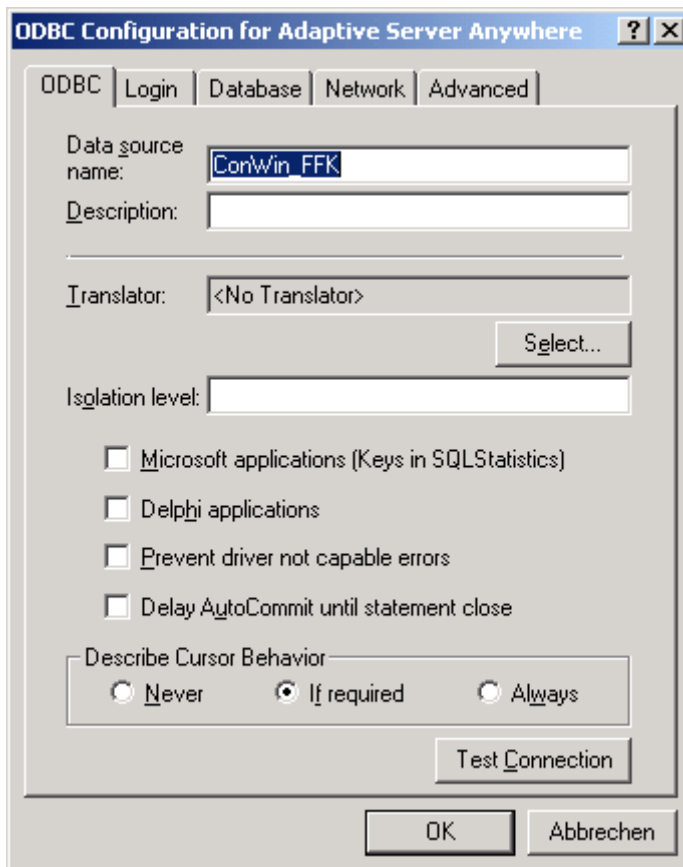 ODBC Configuration for Adaptive Server Anywhere
ODBC Login Database Network Advanced
Data source name:
ConWin_FFK
Description:
Translator: <No Translator>
Select...
Isolation level:
Microsoft applications (Keys in SQLStatistics)
Delphi applications
Prevent driver not capable errors
Delay AutoCommit until statement close
Describe Cursor Behavior
Never If required Always
Test Connection
OK Abbrechen